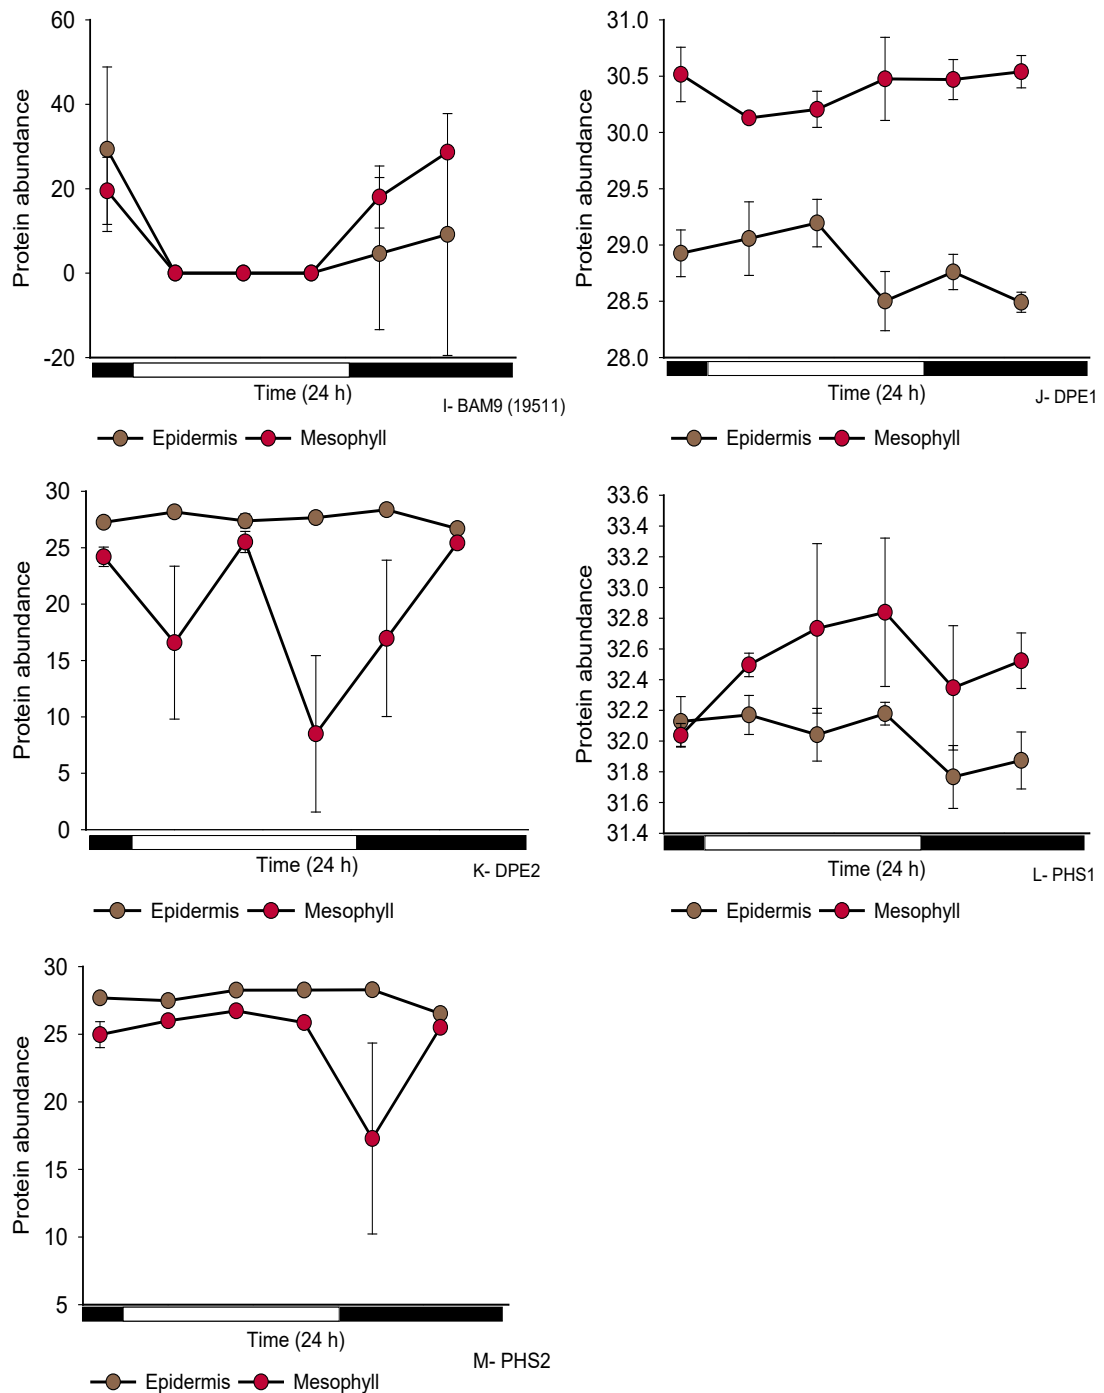 60
40
20
0
-20
Protein abundance
Time (24 h)
I- BAM9 (19511)
Epidermis Mesophyll
31.0
30.5
30.0
29.5
29.0
28.5
28.0
Protein abundance
Time (24 h)
J- DPE1
Epidermis Mesophyll
30
25
20
15
10
5
0
Protein abundance
Time (24 h)
K- DPE2
Epidermis Mesophyll
33.6
33.4
33.2
33.0
32.8
32.6
32.4
32.2
32.0
31.8
31.6
31.4
Protein abundance
Time (24 h)
L- PHS1
Epidermis Mesophyll
30
25
20
15
10
5
Protein abundance
Time (24 h)
M- PHS2
Epidermis Mesophyll